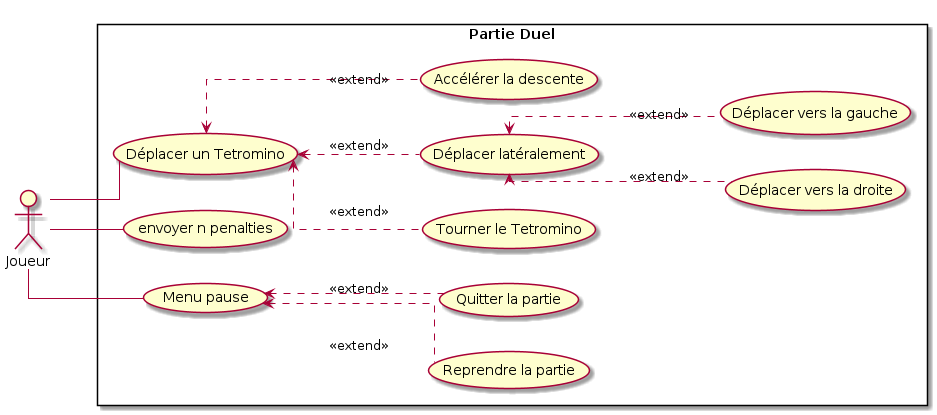 Partie Duel
«extend»
Accélérer la descente
«extend»
Déplacer vers la gauche
Déplacer un Tetromino
«extend»
Déplacer latéralement
«extend»
Déplacer vers la droite
«extend»
envoyer n penalties
Tourner le Tetromino
Joueur
«extend»
Menu pause
Quitter la partie
«extend»
Reprendre la partie